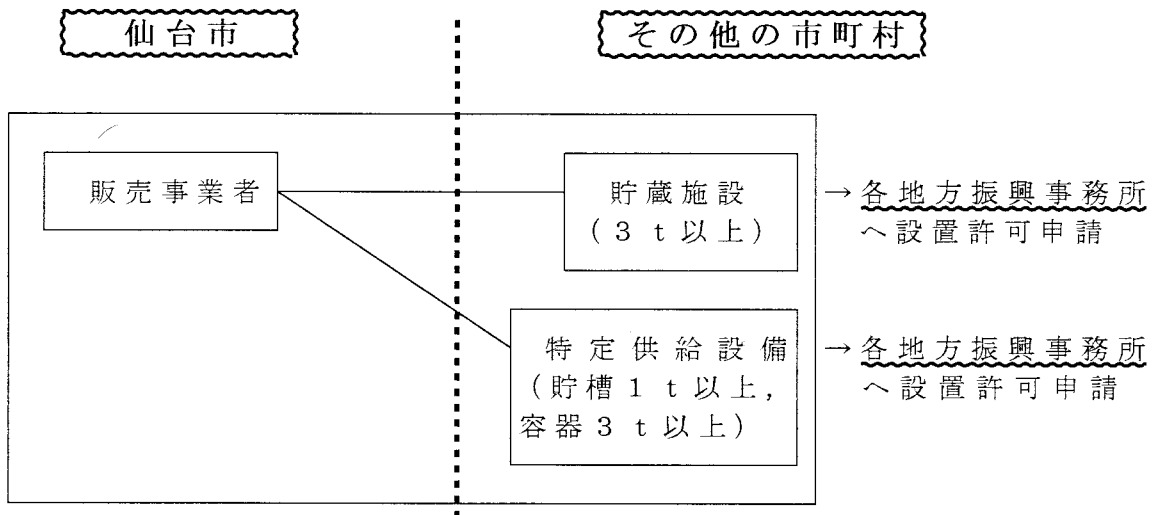 仙台市
その他の市町村
販売事業者
貯蔵施設
(3t以上)
→各地方振興事務所
へ設置許可申請
特定供給設備
(貯槽1t以上,
容器3t以上)
→各地方振興事務所
へ設置許可申請